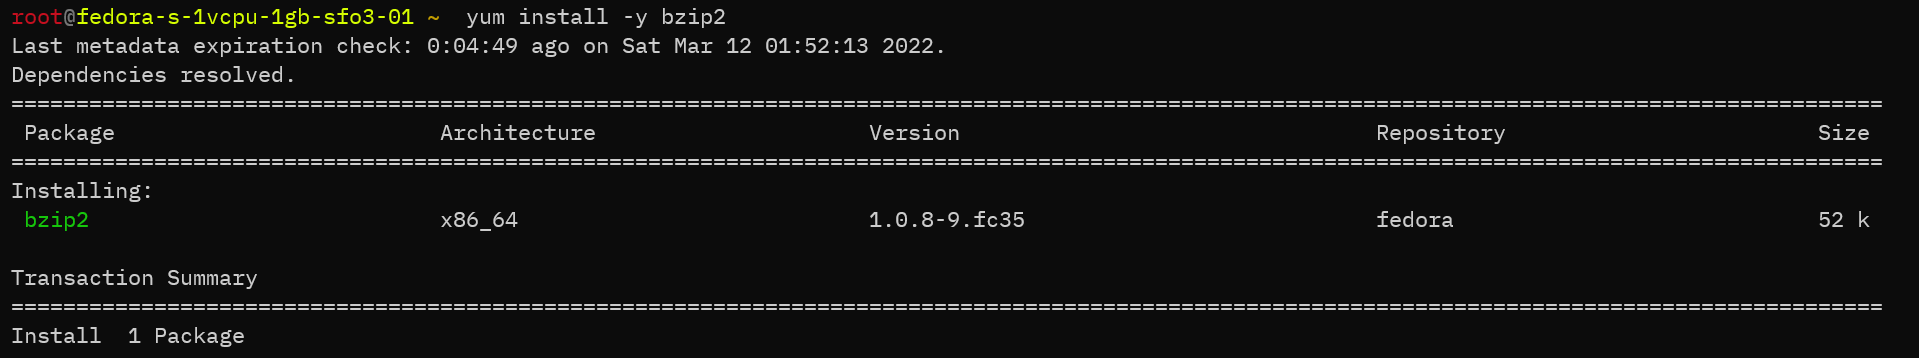 root@fedora-s-1vcpu-1gb-sfo3-01 ~  yum install -y bzip2
Last metadata expiration check: 0:04:49 ago on Sat Mar 12 01:52:13 2022.
Dependencies resolved.
================================================================================================================================================
 Package                         Architecture                     Version                                Repository                        Size
================================================================================================================================================
Installing:
 bzip2                           x86_64                           1.0.8-9.fc35                           fedora                            52 k

Transaction Summary
================================================================================================================================================
Install  1 Package